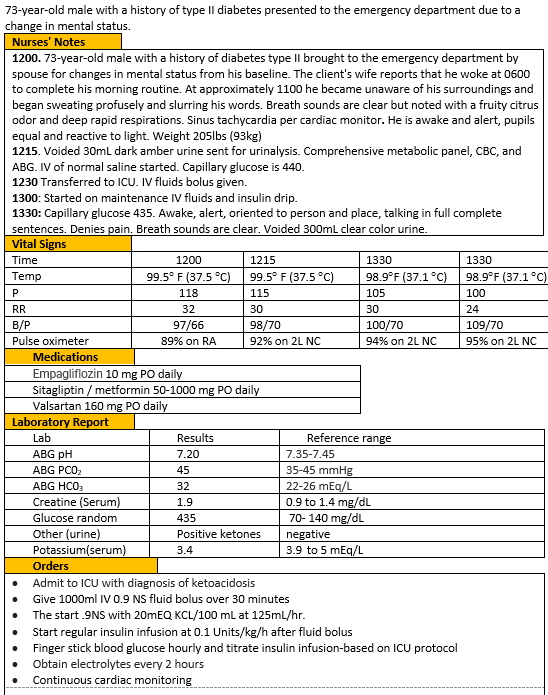 73-year-old male with a history of type II diabetes presented to the emergency department due to a
change in mental status.
Nurses' Notes
1200. 73-year-old male with a history of diabetes type II brought to the emergency department by
spouse for changes in mental status from his baseline. The client's wife reports that he woke at 0600
to complete his morning routine. At approximately 1100 he became unaware of his surroundings and
began sweating profusely and slurring his words. Breath sounds are clear but noted with a fruity citrus
odor and deep rapid respirations. Sinus tachycardia per cardiac monitor. He is awake and alert, pupils
equal and reactive to light. Weight 205lbs (93kg)
1215. Voided 30mL dark amber urine sent for urinalysis. Comprehensive metabolic panel, CBC, and
ABG. IV of normal saline started. Capillary glucose is 440.
1230 Transferred to ICU. IV fluids bolus given.
1300: Started on maintenance IV fluids and insulin drip.
1330: Capillary glucose 435. Awake, alert, oriented to person and place, talking in full complete
sentences. Denies pain. Breath sounds are clear. Voided 300mL clear color urine.
Vital Signs
Time 1200 1215 1330 1330
Temp 99.5° F (37.5 °C) 99.5° F (37.5 °C) 98.9°F (37.1 °C) 98.9°F (37.1 °C)
P 118 115 105 100
RR 32 30 30 24
B/P 97/66 98/70 100/70 109/70
Pulse oximeter 89% on RA 92% on 2L NC 94% on 2L NC 95% on 2L NC
Medications
Empagliflozin 10 mg PO daily
Sitagliptin / metformin 50-1000 mg PO daily
Valsartan 160 mg PO daily
Laboratory Report
Lab Results Reference range
ABG pH 7.20 7.35-7.45
ABG PCO₂ 45 35-45 mmHg
ABG HCO₃ 32 22-26 mEq/L
Creatine (Serum) 1.9 0.9 to 1.4 mg/dL
Glucose random 435 70- 140 mg/dL
Other (urine) Positive ketones negative
Potassium(serum) 3.4 3.9 to 5 mEq/L
Orders
• Admit to ICU with diagnosis of ketoacidosis
• Give 1000ml IV 0.9 NS fluid bolus over 30 minutes
• The start .9NS with 20mEQ KCL/100 mL at 125mL/hr.
• Start regular insulin infusion at 0.1 Units/kg/h after fluid bolus
• Finger stick blood glucose hourly and titrate insulin infusion-based on ICU protocol
• Obtain electrolytes every 2 hours
• Continuous cardiac monitoring